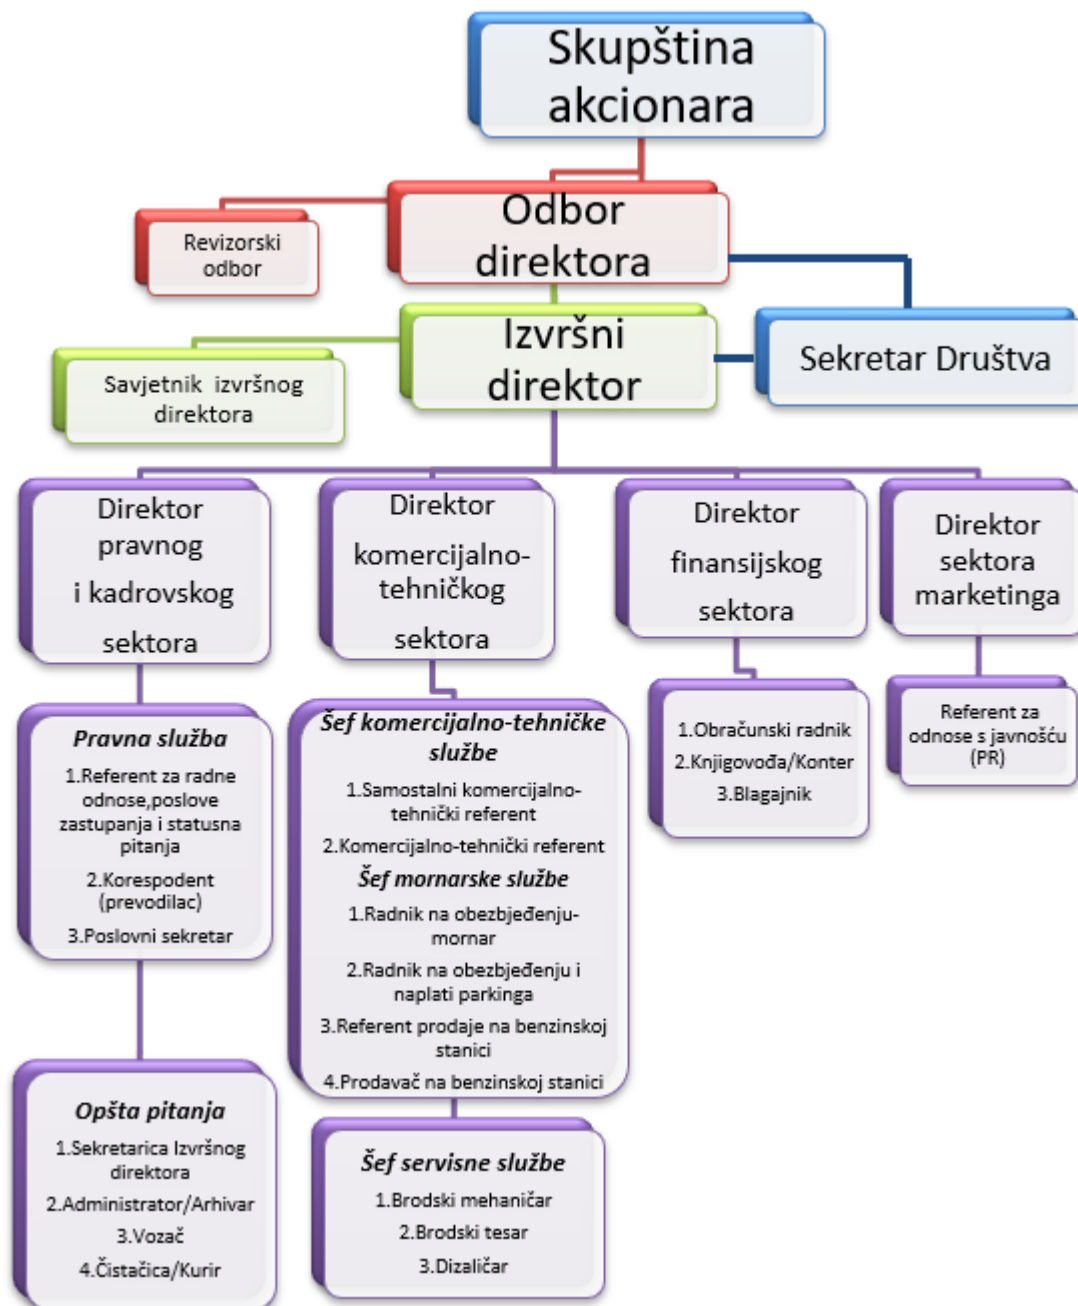 Skupština
akcionara
Odbor
direktora
Revizorski
odbor
Izvršni
direktor
Sekretar Društva
Savjetnik izvršnog
direktora
Direktor
pravnog
i kadrovskog
sektora
Direktor
komercijalno-
tehničkog
sektora
Direktor
finansijskog
sektora
Direktor
sektora
marketinga
Pravna služba
1.Referent za radne
odnose,poslove
zastupanja i statusna
pitanja
2.Korespodent
(prevodilac)
3.Poslovni sekretar
Šef komercijalno-tehničke
službe
1.Samostalni komercijalno-
tehnički referent
2.Komercijalno-tehnički referent
Šef mornarske službe
1.Radnik na obezbjeđenju-
mornar
2.Radnik na obezbjeđenju i
naplati parkinga
3.Referent prodaje na benzinskoj
stanici
4.Prodavač na benzinskoj stanici
1.Obračunski radnik
2.Knjigovođa/Konter
3.Blagajnik
Referent za
odnose s javnošću
(PR)
Opšta pitanja
1.Sekretarica Izvršnog
direktora
2.Administrator/Arhivar
3.Vozač
4.Čistačica/Kurir
Šef servisne službe
1.Brodski mehaničar
2.Brodski tesar
3.Dizaličar